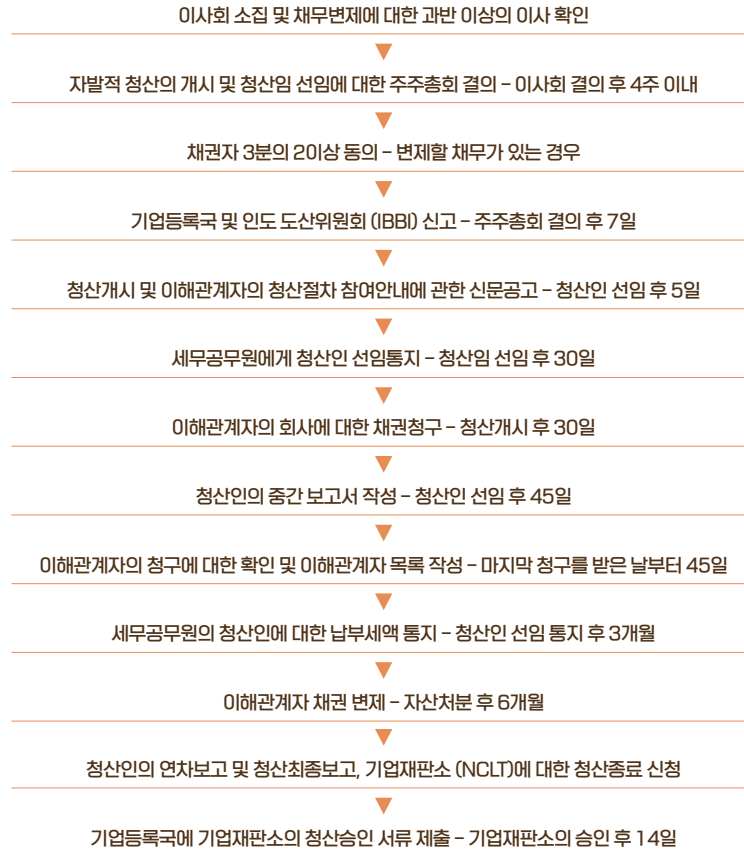 이사회 소집 및 채무변제에 대한 과반 이상의 이사 확인
자발적 청산의 개시 및 청산임 선임에 대한 주주총회 결의 – 이사회 결의 후 4주 이내
채권자 3분의 2이상 동의 – 변제할 채무가 있는 경우
기업등록국 및 인도 도산위원회 (IBBI) 신고 – 주주총회 결의 후 7일
청산개시 및 이해관계자의 청산절차 참여안내에 관한 신문공고 – 청산인 선임 후 5일
세무공무원에게 청산인 선임통지 – 청산임 선임 후 30일
이해관계자의 회사에 대한 채권청구 – 청산개시 후 30일
청산인의 중간 보고서 작성 – 청산인 선임 후 45일
이해관계자의 청구에 대한 확인 및 이해관계자 목록 작성 – 마지막 청구를 받은 날부터 45일
세무공무원의 청산인에 대한 납부세액 통지 – 청산인 선임 통지 후 3개월
이해관계자 채권 변제 – 자산처분 후 6개월
청산인의 연차보고 및 청산최종보고, 기업재판소 (NCLT)에 대한 청산종료 신청
기업등록국에 기업재판소의 청산승인 서류 제출 – 기업재판소의 승인 후 14일